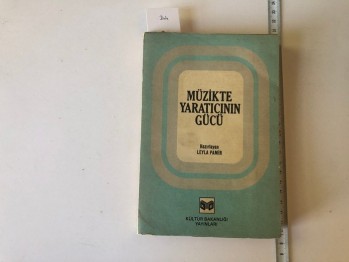 MÜZİKTE
YARATICININ
GÜCÜ
Hazırlayan
LEYLA PAMİR
KÜLTÜR BAKANLIĞI
YAYINLARI